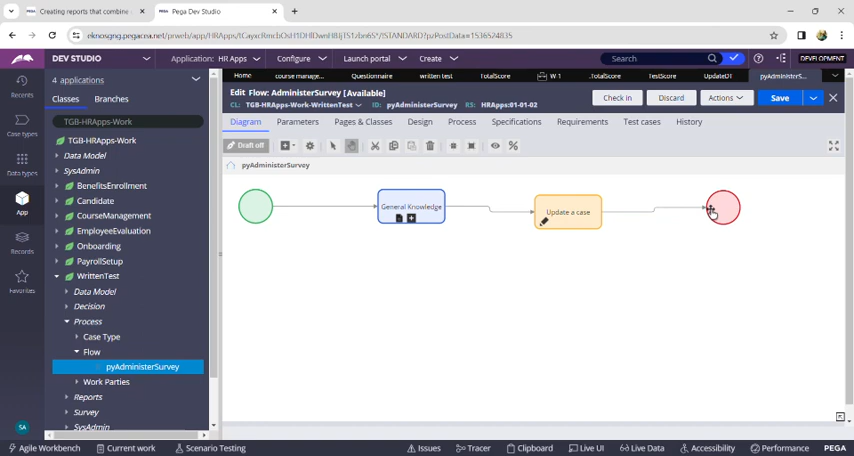 Creating reports that combine
Pega Dev Studio
DEV STUDIO
Application: HR Apps
Configure
Launch portal
Create
Search
DEVELOPMENT
Recents
Case types
Data types
App
Records
Favorites
SA
4 applications
Classes
Branches
TGB-HRApps-Work
TGB-HRApps-Work
Data Model
SysAdmin
BenefitsEnrollment
Candidate
CourseManagement
EmployeeEvaluation
Onboarding
PayrollSetup
WrittenTest
Data Model
Decision
Process
Case Type
Flow
pyAdministerSurvey
Work Parties
Reports
Survey
SysAdmin
Home
course manage...
Questionnaire
written test
TotalScore
W-1
.TotalScore
TestScore
UpdateDT
pyAdministerS...
Edit Flow: AdministerSurvey [Available]
CL: TGB-HRApps-Work-WrittenTest
ID: pyAdministerSurvey
RS: HRApps:01-01-02
Check in
Discard
Actions
Save
Diagram
Parameters
Pages & Classes
Design
Process
Specifications
Requirements
Test cases
History
Draft off
pyAdministerSurvey
General Knowledge
Update a case
Agile Workbench
Current work
Scenario Testing
Issues
Tracer
Clipboard
Live UI
Live Data
Accessibility
Performance
PEGA